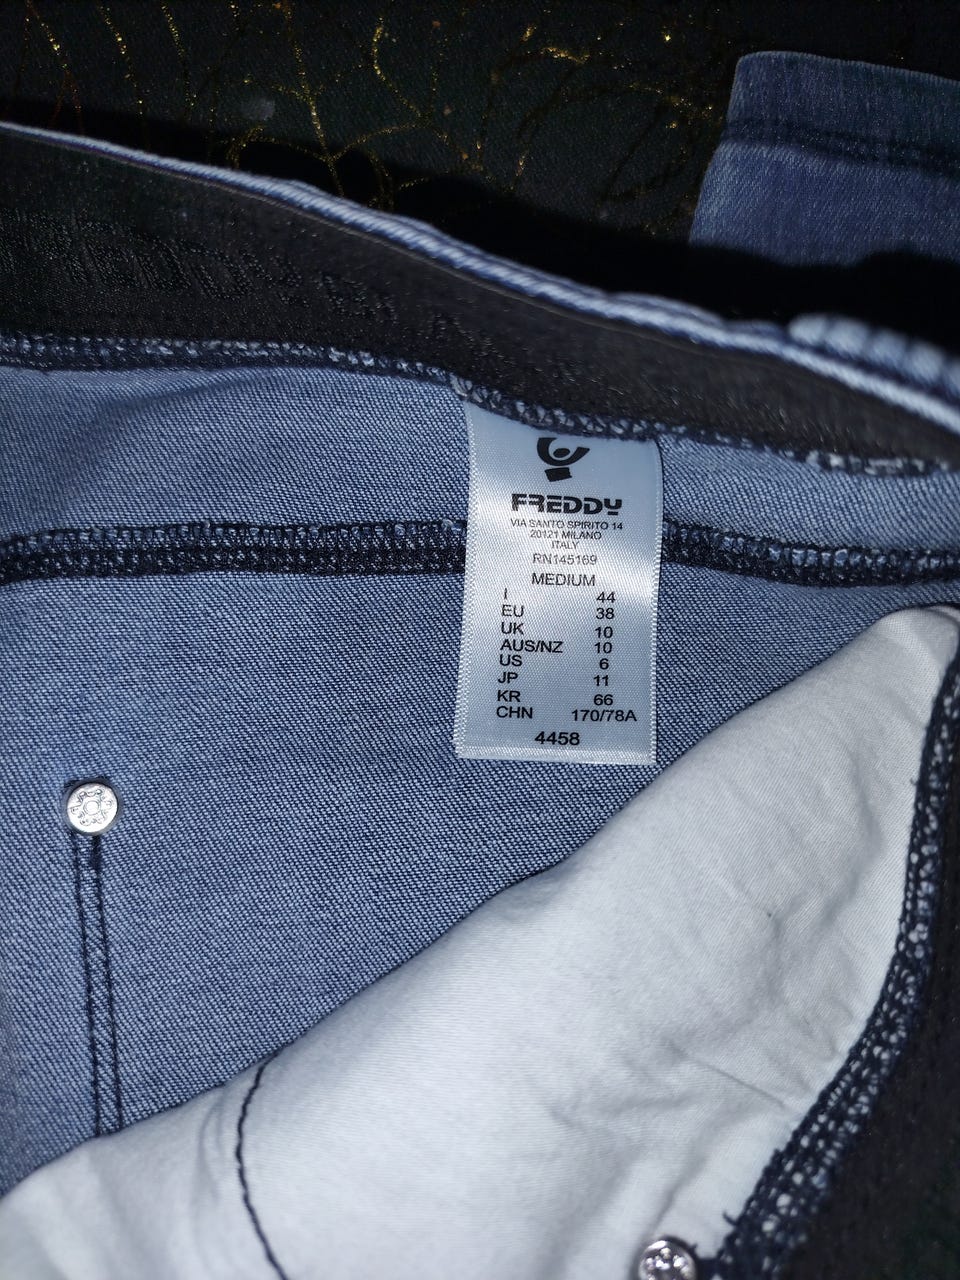 FREDDY
VIA SANTO SPIRITO 14
20121 MILANO
ITALY
RN145169
MEDIUM
I 44
EU 38
UK 10
AUS/NZ 10
US 6
JP 11
KR 66
CHN 170/78A
4458